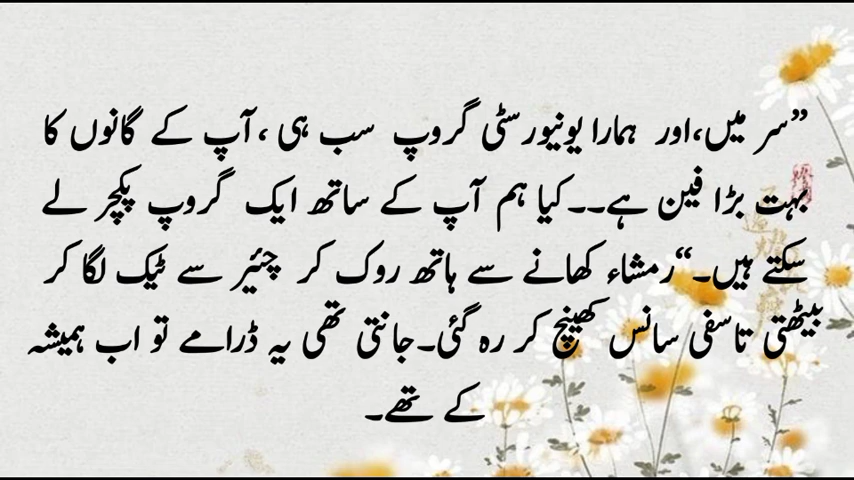 ”سر میں،اور ہمارا یونیورسٹی گروپ سب ہی ،آپ کے گانوں کا
بہت بڑا فین ہے۔۔کیا ہم آپ کے ساتھ ایک گروپ پکچر لے
سکتے ہیں۔“رمشاء کھانے سے ہاتھ روک کر چئیر سے ٹیک لگا کر
بیٹھتی تاسفی سانس کھینچ کر رہ گئی۔جانتی تھی یہ ڈرامے تو اب ہمیشہ
کے تھے۔